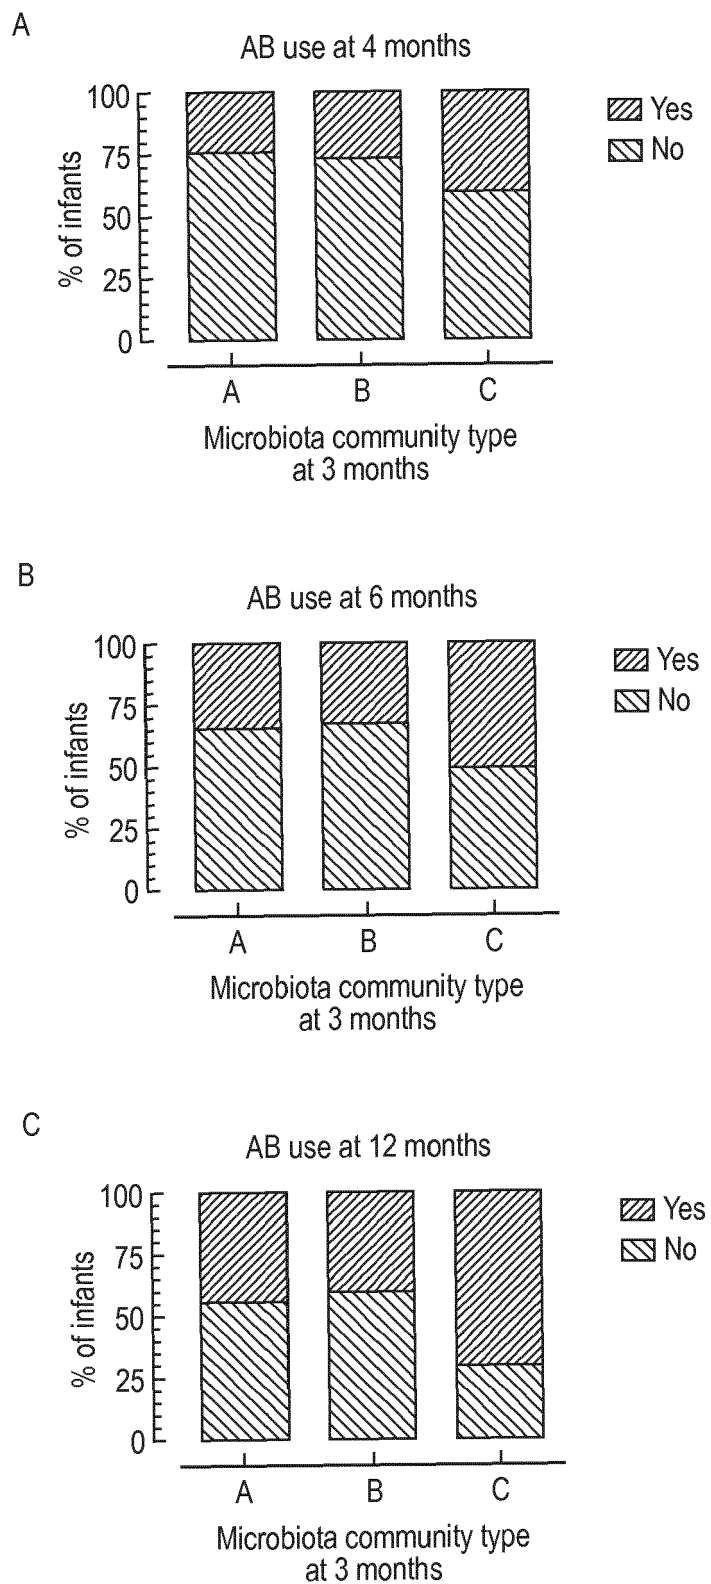 A
AB use at 4 months
Yes
No
% of infants
100
75
50
25
0
A B C
Microbiota community type
at 3 months
B
AB use at 6 months
Yes
No
% of infants
100
75
50
25
0
A B C
Microbiota community type
at 3 months
C
AB use at 12 months
Yes
No
% of infants
100
75
50
25
0
A B C
Microbiota community type
at 3 months